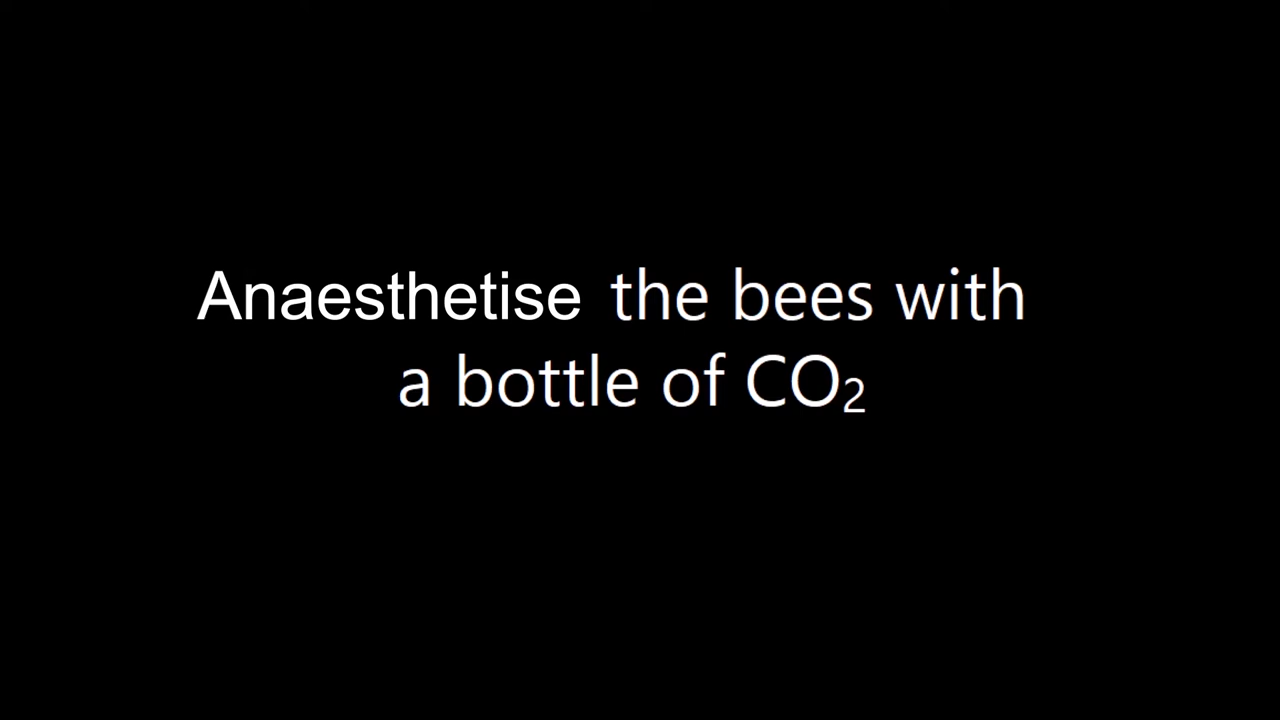 Anaesthetise the bees with
a bottle of CO₂